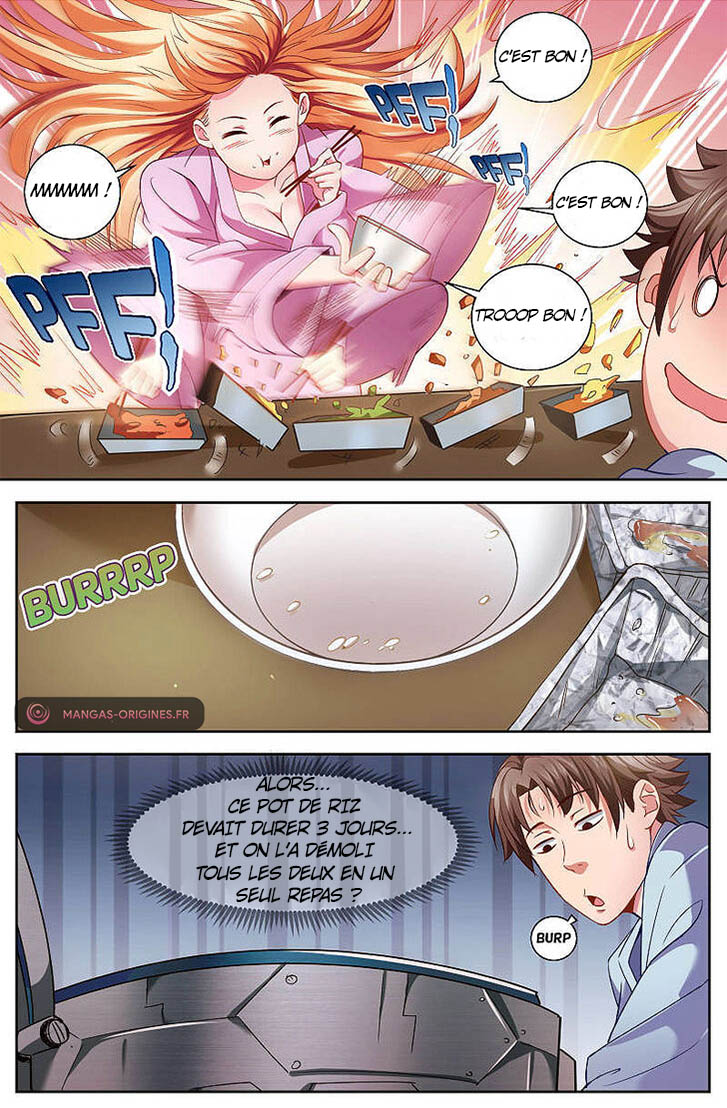 C'EST BON !
PFF!
PFF!
MMMMM !
C'EST BON !
PFF!
TROOOP BON !
BURRRP
MANGAS-ORIGINES.FR
ALORS...
CE POT DE RIZ
DEVAIT DURER 3 JOURS...
ET ON L'A DÉMOLI
TOUS LES DEUX EN UN
SEUL REPAS ?
BURP